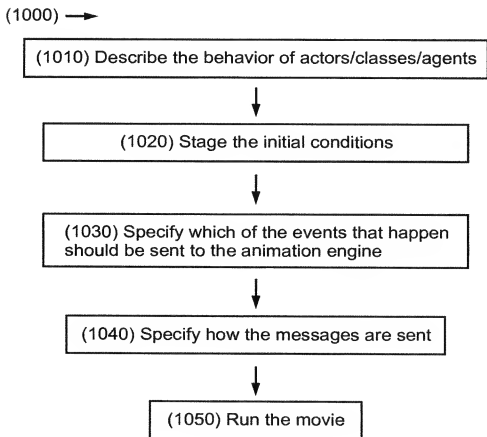 (1000)
(1010) Describe the behavior of actors/classes/agents
(1020) Stage the initial conditions
(1030) Specify which of the events that happen
should be sent to the animation engine
(1040) Specify how the messages are sent
(1050) Run the movie